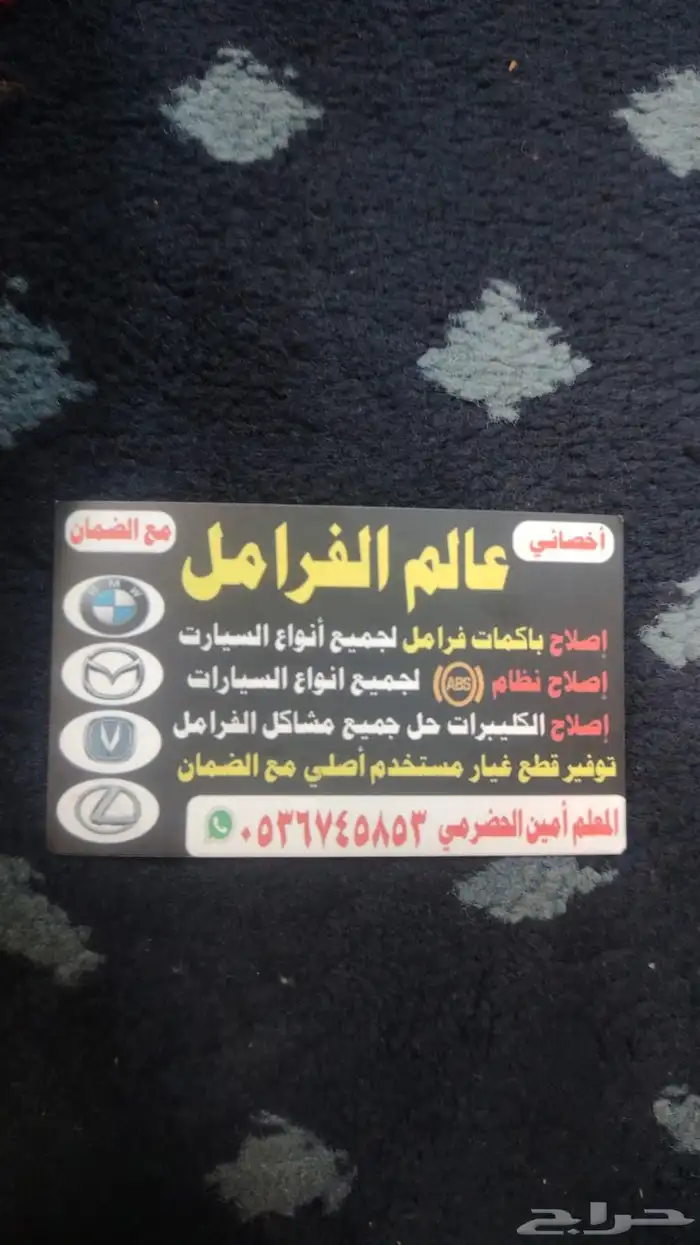 أخصائي
عالم الفرامل
مع الضمان
إصلاح باكمات فرامل لجميع أنواع السيارت
إصلاح نظام (ABS) لجميع انواع السيارات
إصلاح الكليبرات حل جميع مشاكل الفرامل
توفير قطع غيار مستخدم أصلي مع الضمان
المعلم أمين الحضرمي ٠٥٣٦٧٤٥٨٥٣
BMW
حراج